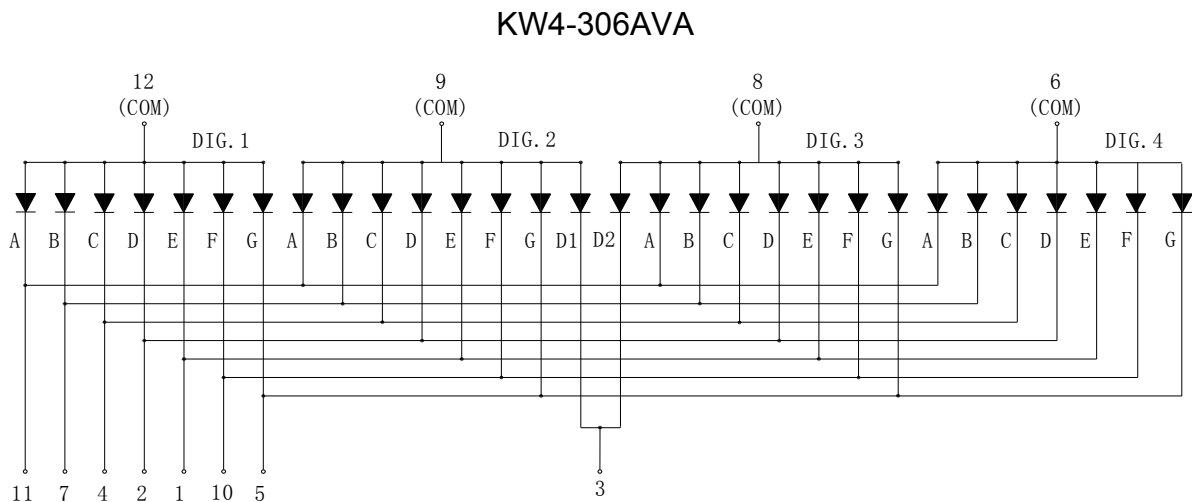 KW4-306AVA
12 9 8 6
(COM) (COM) (COM) (COM)
DIG.1 DIG.2 DIG.3 DIG.4
A B C D E F G A B C D E F G D1 D2 A B C D E F G A B C D E F G
11 7 4 2 1 10 5 3